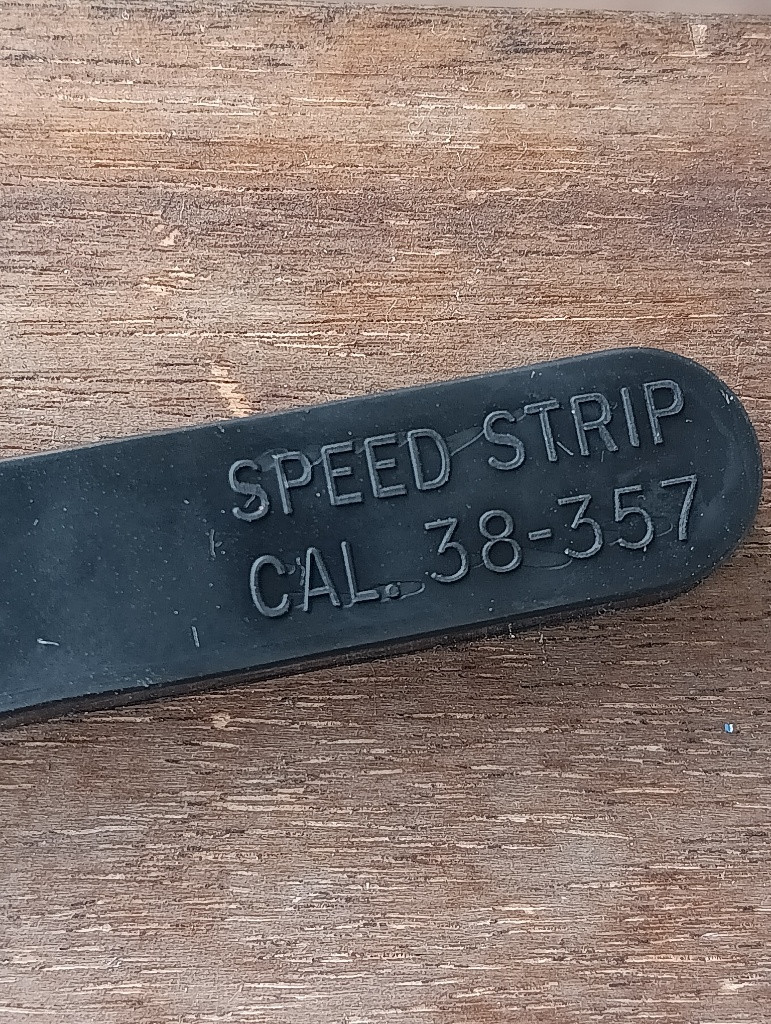 SPEED STRIP
CAL. 38-357